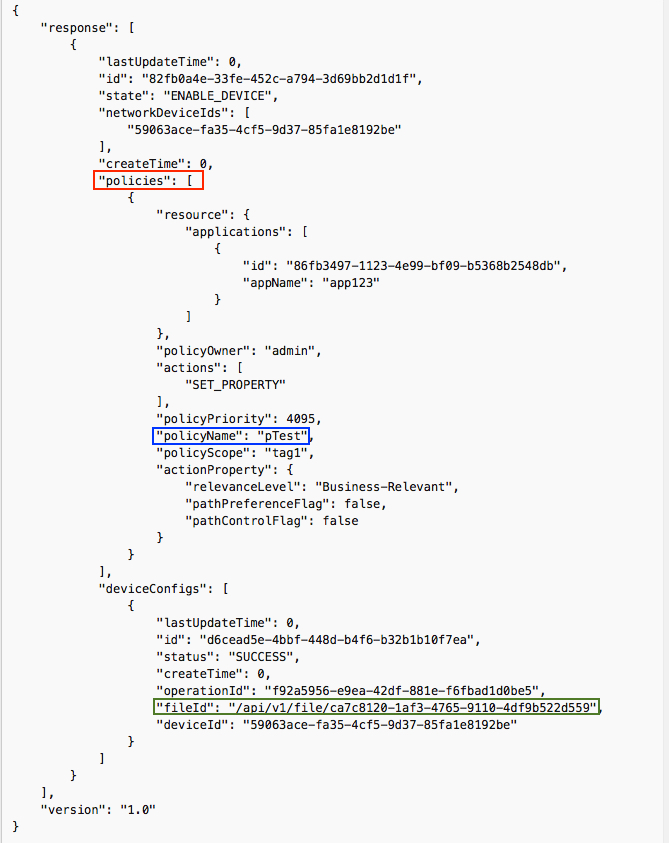 {
"response": [
{
"lastUpdateTime": 0,
"id": "82fb0a4e-33fe-452c-a794-3d69bb2d1d1f",
"state": "ENABLE_DEVICE",
"networkDeviceIds": [
"59063ace-fa35-4cf5-9d37-85fa1e8192be"
],
"createTime": 0,
"policies": [
{
"resource": {
"applications": [
{
"id": "86fb3497-1123-4e99-bf09-b5368b2548db",
"appName": "app123"
}
]
},
"policyOwner": "admin",
"actions": [
"SET_PROPERTY"
],
"policyPriority": 4095,
"policyName": "pTest",
"policyScope": "tag1",
"actionProperty": {
"relevanceLevel": "Business-Relevant",
"pathPreferenceFlag": false,
"pathControlFlag": false
}
}
],
"deviceConfigs": [
{
"lastUpdateTime": 0,
"id": "d6cead5e-4bbf-448d-b4f6-b32b1b10f7ea",
"status": "SUCCESS",
"createTime": 0,
"operationId": "f92a5956-e9ea-42df-881e-f6fbad1d0be5",
"fileId": "/api/v1/file/ca7c8120-1af3-4765-9110-4df9b522d559",
"deviceId": "59063ace-fa35-4cf5-9d37-85fa1e8192be"
}
]
}
],
"version": "1.0"
}